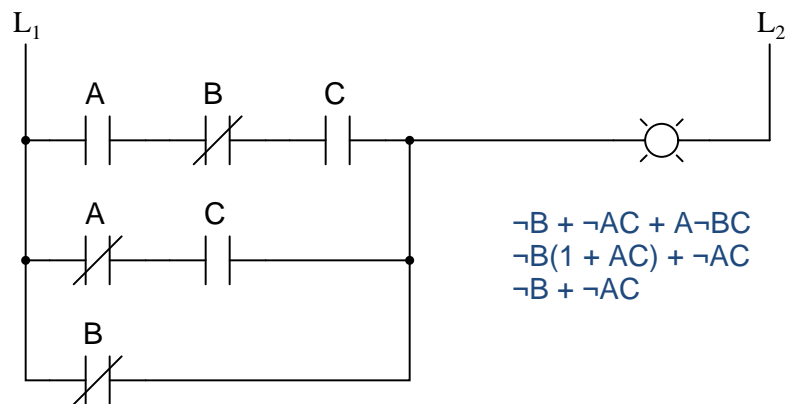 L₁ L₂
A B C
A C
¬B + ¬AC + A¬BC
¬B(1 + AC) + ¬AC
¬B + ¬AC
B